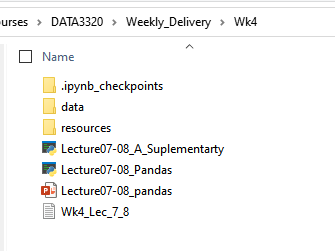 ourses > DATA3320 > Weekly_Delivery > Wk4
Name
.ipynb_checkpoints
data
resources
Lecture07-08_A_Suplementarty
Lecture07-08_Pandas
Lecture07-08_pandas
Wk4_Lec_7_8